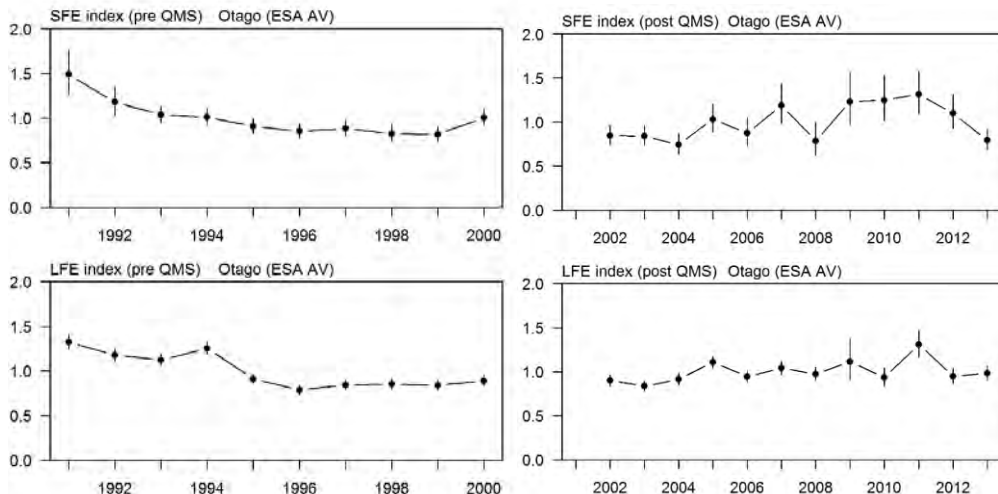 SFE index (pre QMS) Otago (ESA AV)
2.0
1.5
1.0
0.5
0.0
1992 1994 1996 1998 2000
SFE index (post QMS) Otago (ESA AV)
2.0
1.5
1.0
0.5
0.0
2002 2004 2006 2008 2010 2012
LFE index (pre QMS) Otago (ESA AV)
2.0
1.5
1.0
0.5
0.0
1992 1994 1996 1998 2000
LFE index (post QMS) Otago (ESA AV)
2.0
1.5
1.0
0.5
0.0
2002 2004 2006 2008 2010 2012